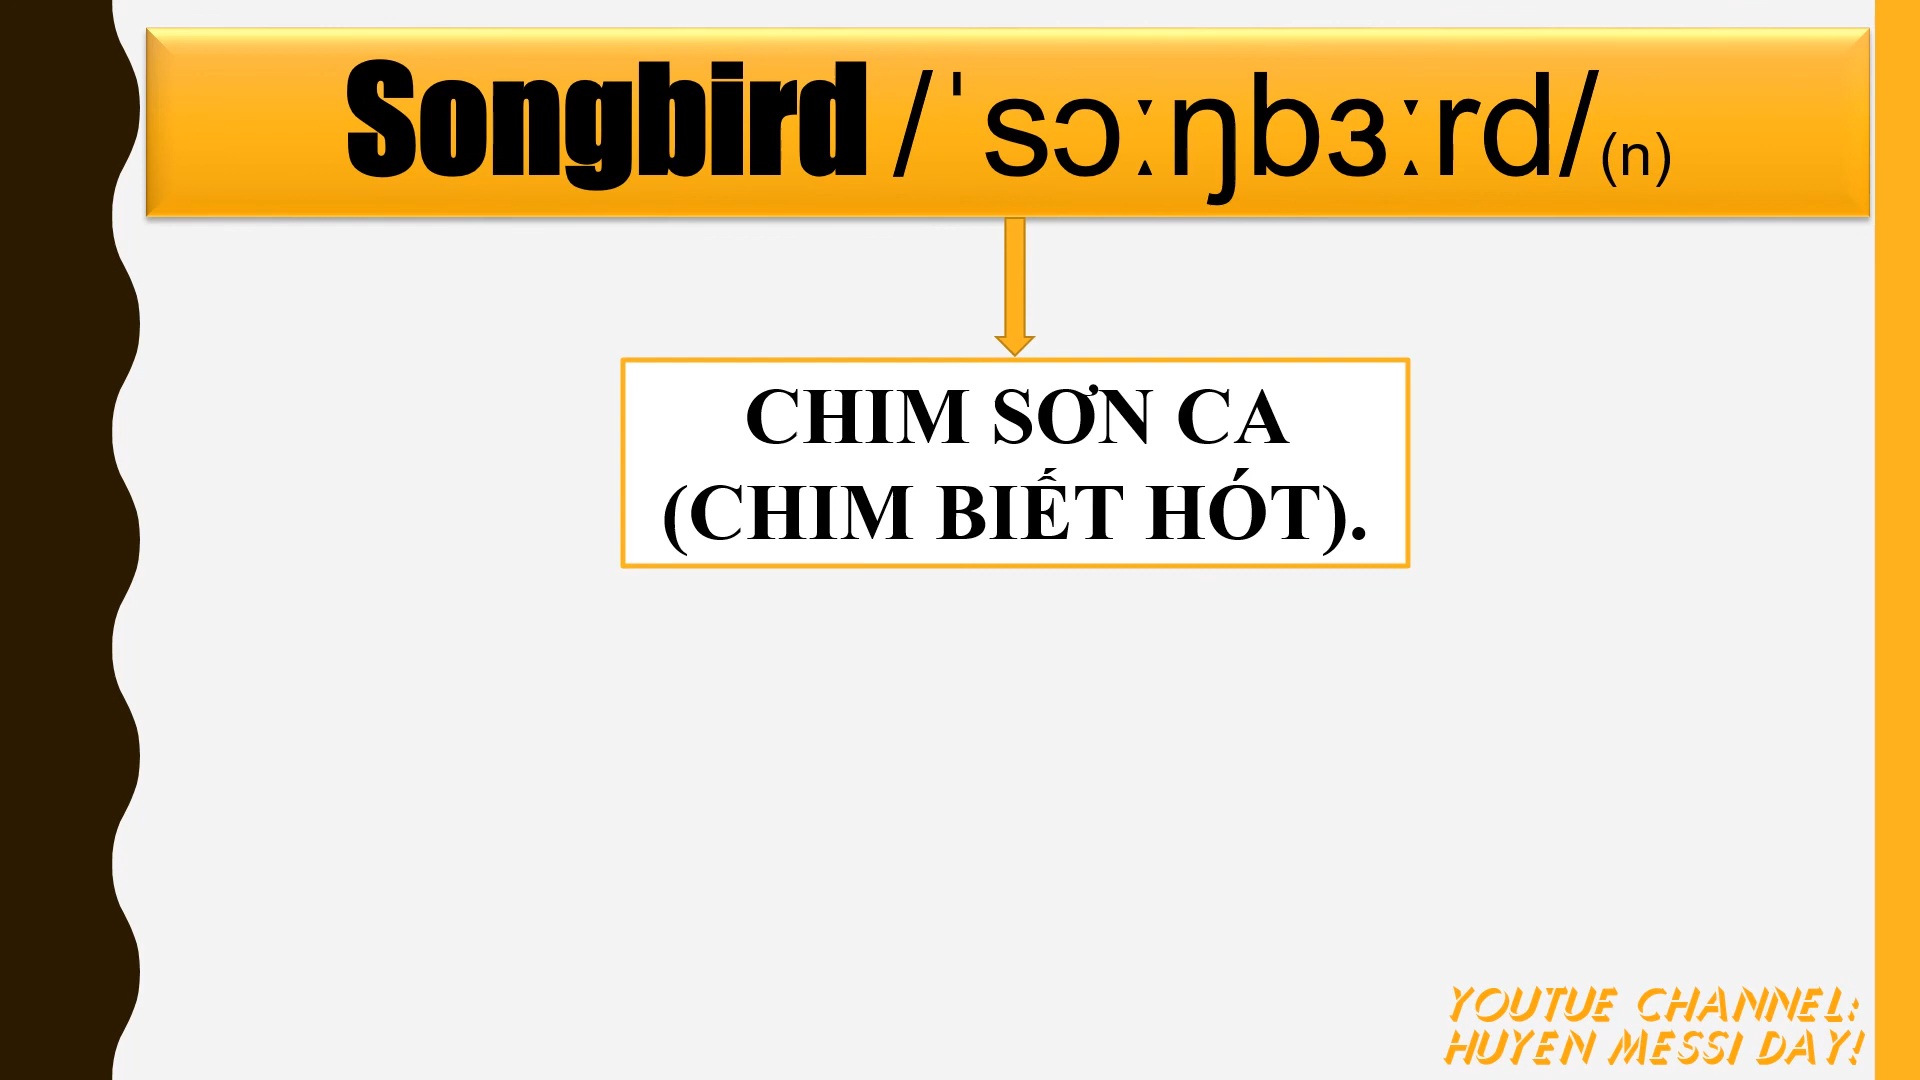 Songbird /ˈsɔːŋbɜːrd/(n)
CHIM SƠN CA
(CHIM BIẾT HÓT).
YOUTUE CHANNEL:
HUYEN MESSI DAY!